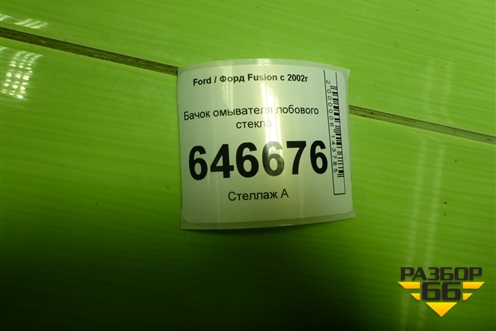 Ford / Форд Fusion с 2002г
Бачок омывателя лобового
стекла
646676
Стеллаж А
РАЗБОР
66